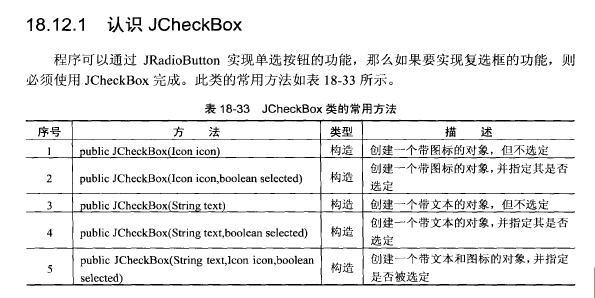 18.12.1 认识 JCheckBox
程序可以通过 JRadioButton 实现单选按钮的功能，那么如果要实现复选框的功能，则
必须使用 JCheckBox 完成。此类的常用方法如表 18-33 所示。
表 18-33 JCheckBox 类的常用方法
序号 方 法 类型 描 述
1 public JCheckBox(Icon icon) 构造 创建一个带图标的对象，但不选定
2 public JCheckBox(Icon icon,boolean selected) 构造 创建一个带图标的对象，并指定其是否
选定
3 public JCheckBox(String text) 构造 创建一个带文本的对象，但不选定
4 public JCheckBox(String text,boolean selected) 构造 创建一个带文本的对象，并指定其是否
选定
5 public JCheckBox(String text,Icon icon,boolean
selected) 构造 创建一个带文本和图标的对象，并指定
是否被选定